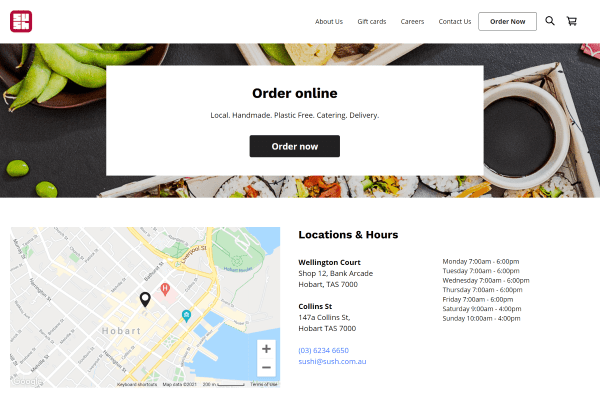 SU
SH
About Us
Gift cards
Careers
Contact Us
Order Now
Order online
Local. Handmade. Plastic Free. Catering. Delivery.
Order now
Locations & Hours
Wellington Court
Shop 12, Bank Arcade
Hobart, TAS 7000
Collins St
147a Collins St,
Hobart TAS 7000
(03) 6234 6650
sushi@sush.com.au
Monday 7:00am - 6:00pm
Tuesday 7:00am - 6:00pm
Wednesday 7:00am - 6:00pm
Thursday 7:00am - 6:00pm
Friday 7:00am - 6:00pm
Saturday 9:00am - 4:00pm
Sunday 10:00am - 4:00pm
Bathurst St
Liverpool St
H
Hobart
Google
Keyboard shortcuts
Map data ©2021
200 m
Terms of Use